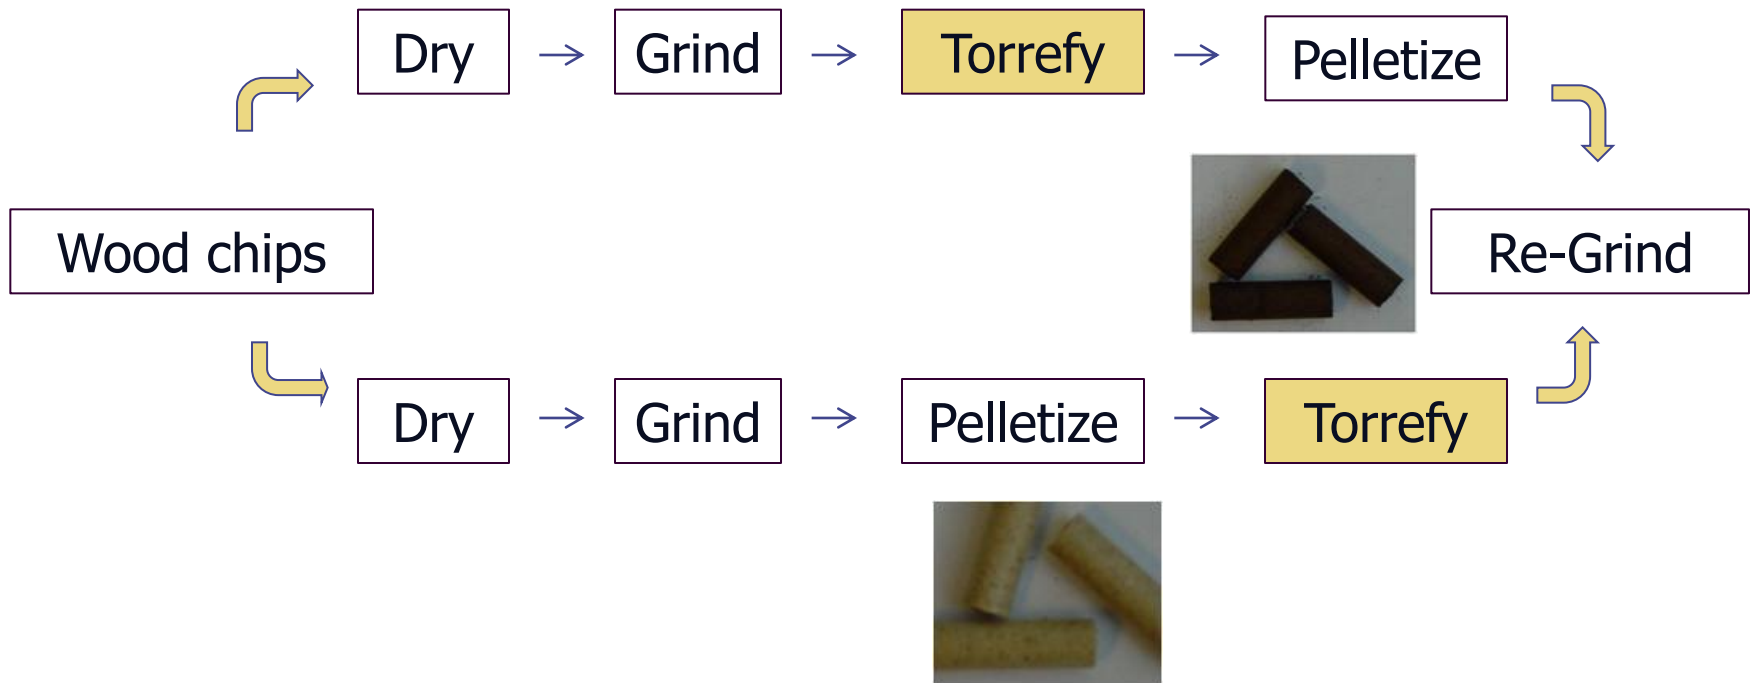 Dry
Grind
Torrefy
Pelletize
Wood chips
Re-Grind
Dry
Grind
Pelletize
Torrefy